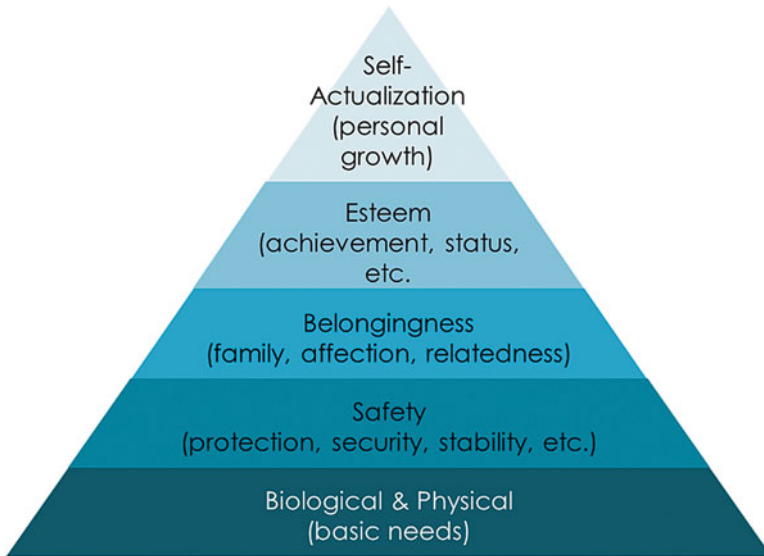 Self-
Actualization
(personal
growth)
Esteem
(achievement, status,
etc.
Belongingness
(family, affection, relatedness)
Safety
(protection, security, stability, etc.)
Biological & Physical
(basic needs)